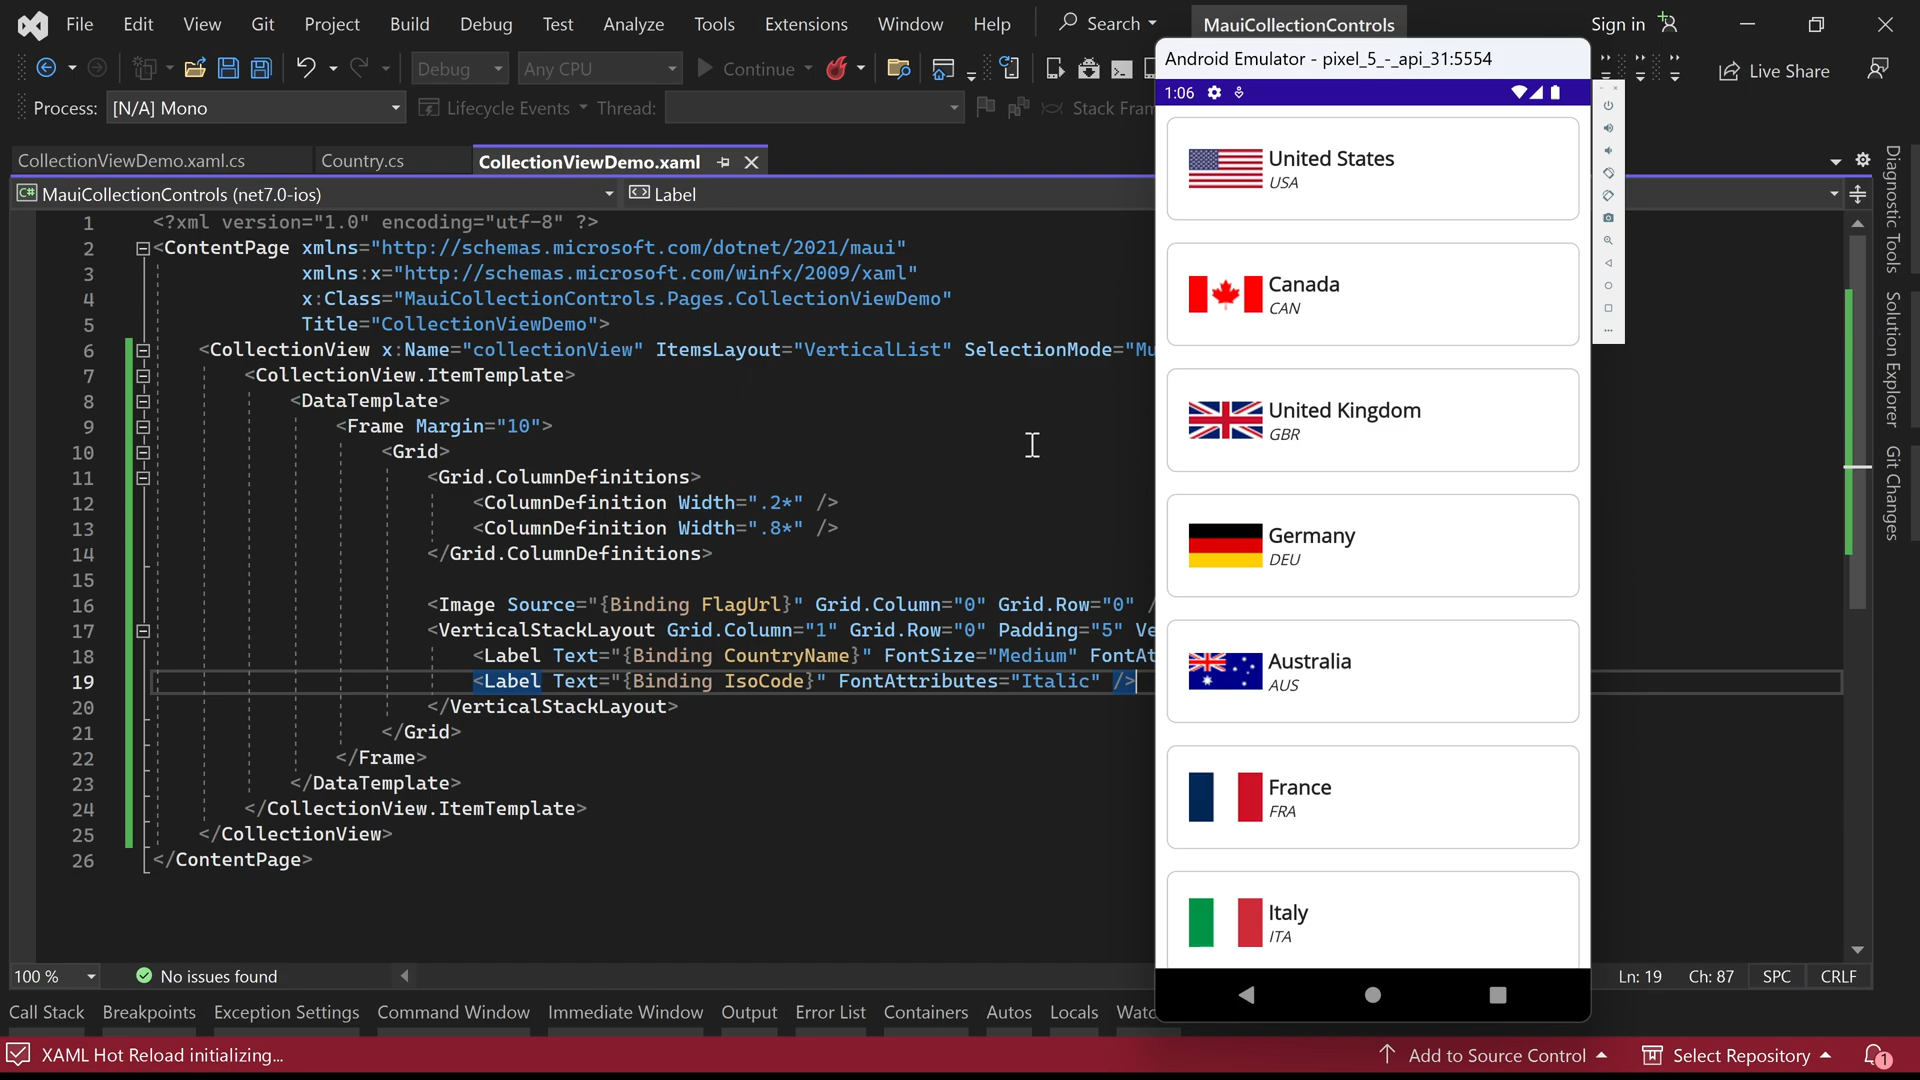 File Edit View Git Project Build Debug Test Analyze Tools Extensions Window Help Search MauiCollectionControls Sign in
Debug Any CPU Continue Live Share
Process: [N/A] Mono Lifecycle Events Thread: Stack Fram
CollectionViewDemo.xaml.cs Country.cs CollectionViewDemo.xaml
C# MauiCollectionControls (net7.0-ios) Label
1 <?xml version="1.0" encoding="utf-8" ?>
2 <ContentPage xmlns="http://schemas.microsoft.com/dotnet/2021/maui"
3 xmlns:x="http://schemas.microsoft.com/winfx/2009/xaml"
4 x:Class="MauiCollectionControls.Pages.CollectionViewDemo"
5 Title="CollectionViewDemo">
6 <CollectionView x:Name="collectionView" ItemsLayout="VerticalList" SelectionMode="Mu
7 <CollectionView.ItemTemplate>
8 <DataTemplate>
9 <Frame Margin="10">
10 <Grid>
11 <Grid.ColumnDefinitions>
12 <ColumnDefinition Width=".2*" />
13 <ColumnDefinition Width=".8*" />
14 </Grid.ColumnDefinitions>
15
16 <Image Source="{Binding FlagUrl}" Grid.Column="0" Grid.Row="0" /
17 <VerticalStackLayout Grid.Column="1" Grid.Row="0" Padding="5" Ve
18 <Label Text="{Binding CountryName}" FontSize="Medium" FontAt
19 <Label Text="{Binding IsoCode}" FontAttributes="Italic" />
20 </VerticalStackLayout>
21 </Grid>
22 </Frame>
23 </DataTemplate>
24 </CollectionView.ItemTemplate>
25 </CollectionView>
26 </ContentPage>
Android Emulator - pixel_5_-_api_31:5554
1:06
United States
USA
Canada
CAN
United Kingdom
GBR
Germany
DEU
Australia
AUS
France
FRA
Italy
ITA
Diagnostic Tools
Solution Explorer
Git Changes
100 % No issues found Ln: 19 Ch: 87 SPC CRLF
Call Stack Breakpoints Exception Settings Command Window Immediate Window Output Error List Containers Autos Locals Watc
XAML Hot Reload initializing... Add to Source Control Select Repository 1